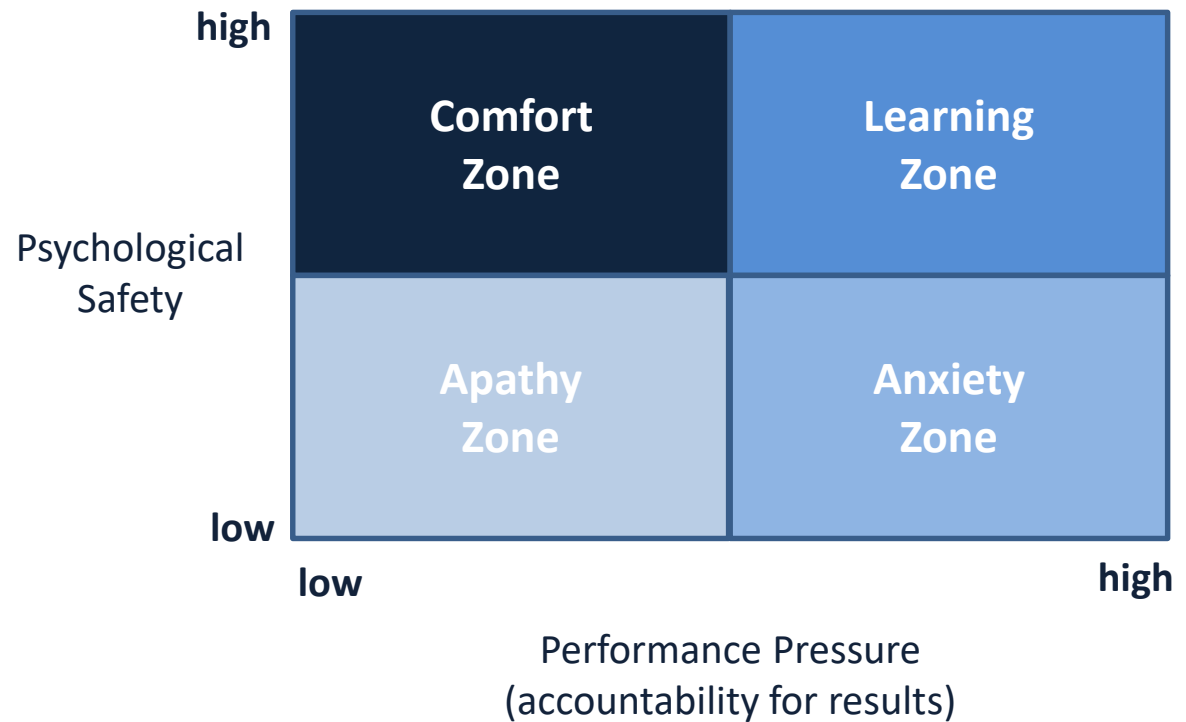 high
Comfort
Zone
Learning
Zone
Psychological
Safety
Apathy
Zone
Anxiety
Zone
low
low
high
Performance Pressure
(accountability for results)